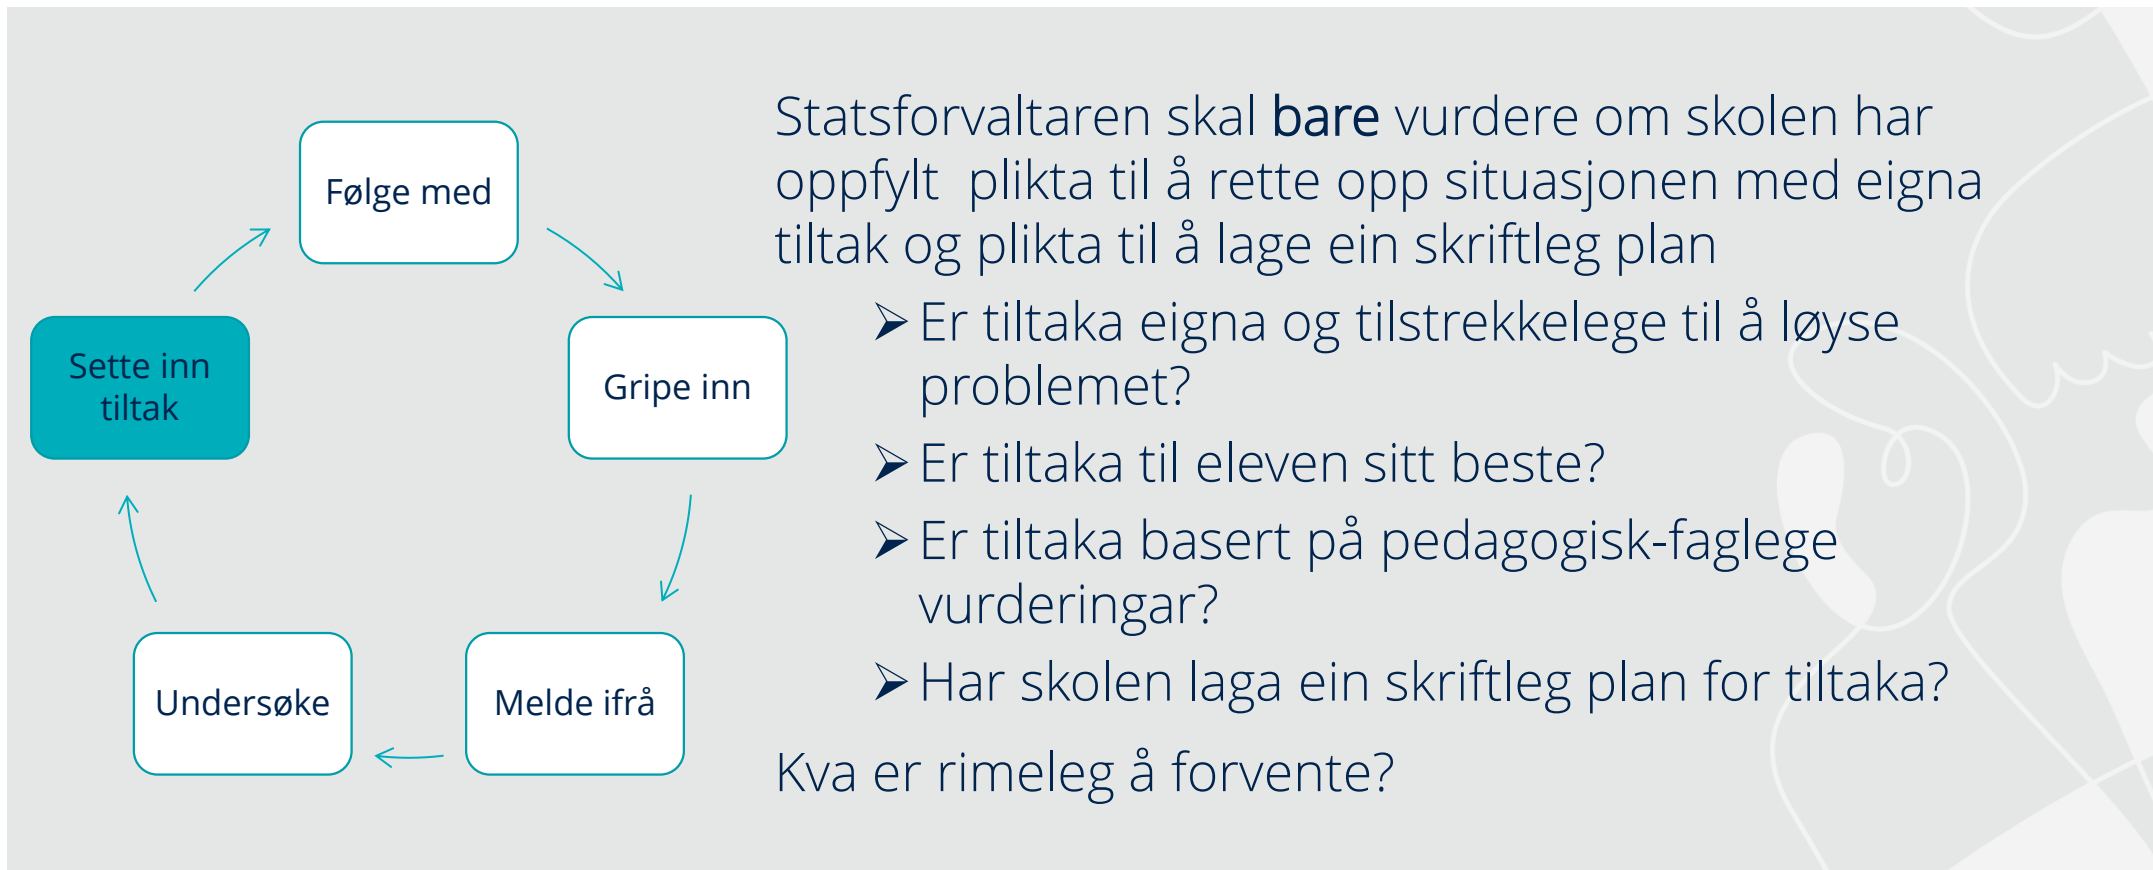 Følge med
Gripe inn
Melde ifrå
Undersøke
Sette inn
tiltak
Statsforvaltaren skal bare vurdere om skolen har
oppfylt  plikta til å rette opp situasjonen med eigna
tiltak og plikta til å lage ein skriftleg plan
➢ Er tiltaka eigna og tilstrekkelege til å løyse
problemet?
➢ Er tiltaka til eleven sitt beste?
➢ Er tiltaka basert på pedagogisk-faglege
vurderingar?
➢ Har skolen laga ein skriftleg plan for tiltaka?
Kva er rimeleg å forvente?